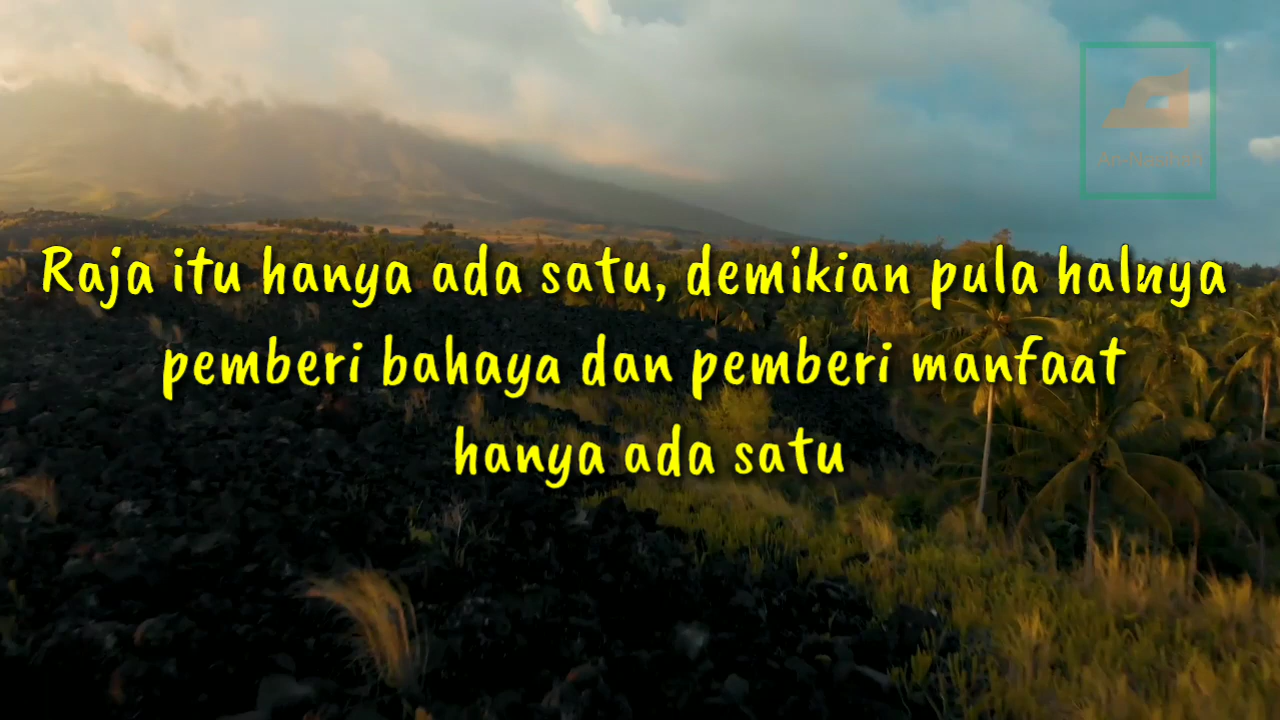 Raja itu hanya ada satu, demikian pula halnya
pemberi bahaya dan pemberi manfaat
hanya ada satu